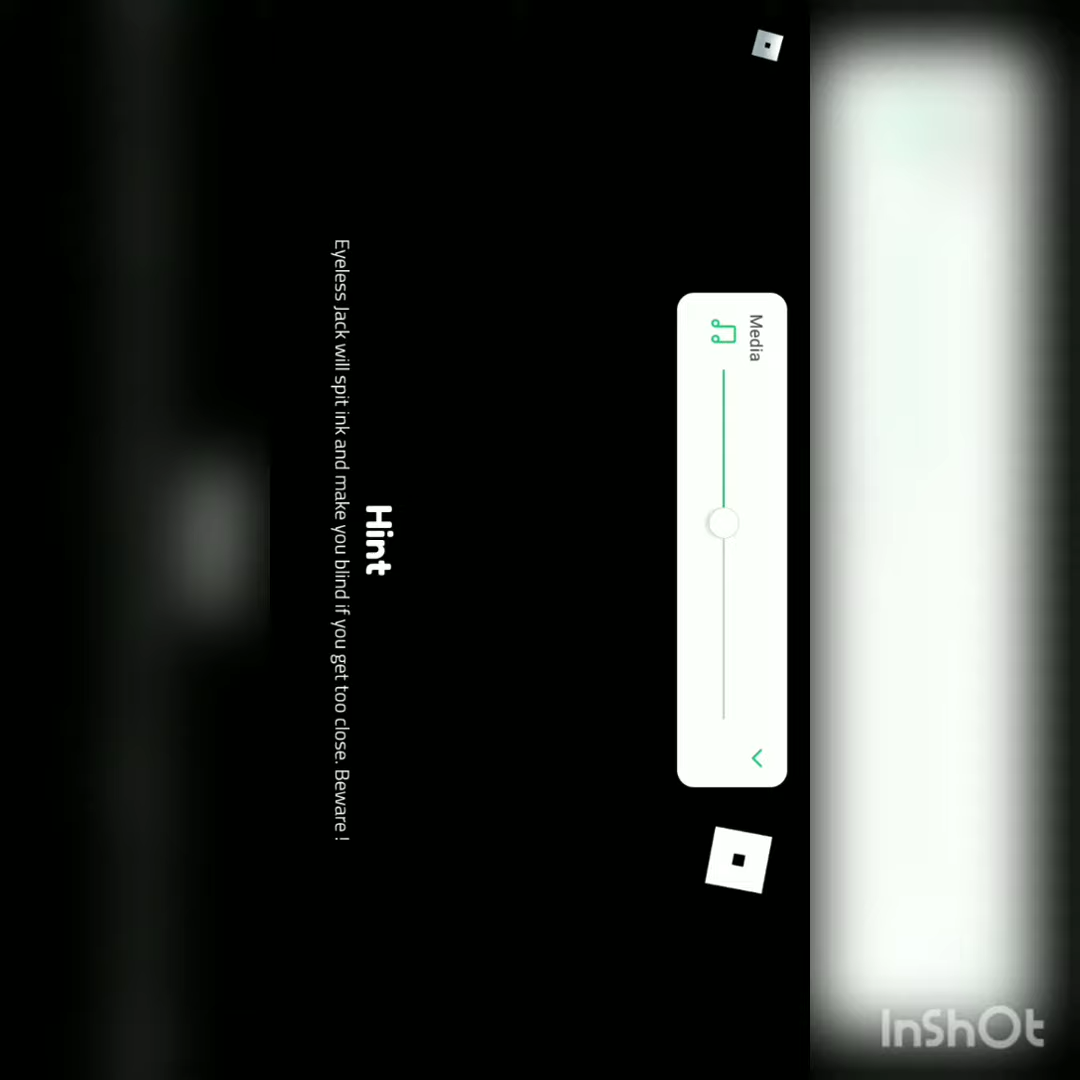 Media
Hint
Eyeless Jack will spit ink and make you blind if you get too close. Beware !
InShOt